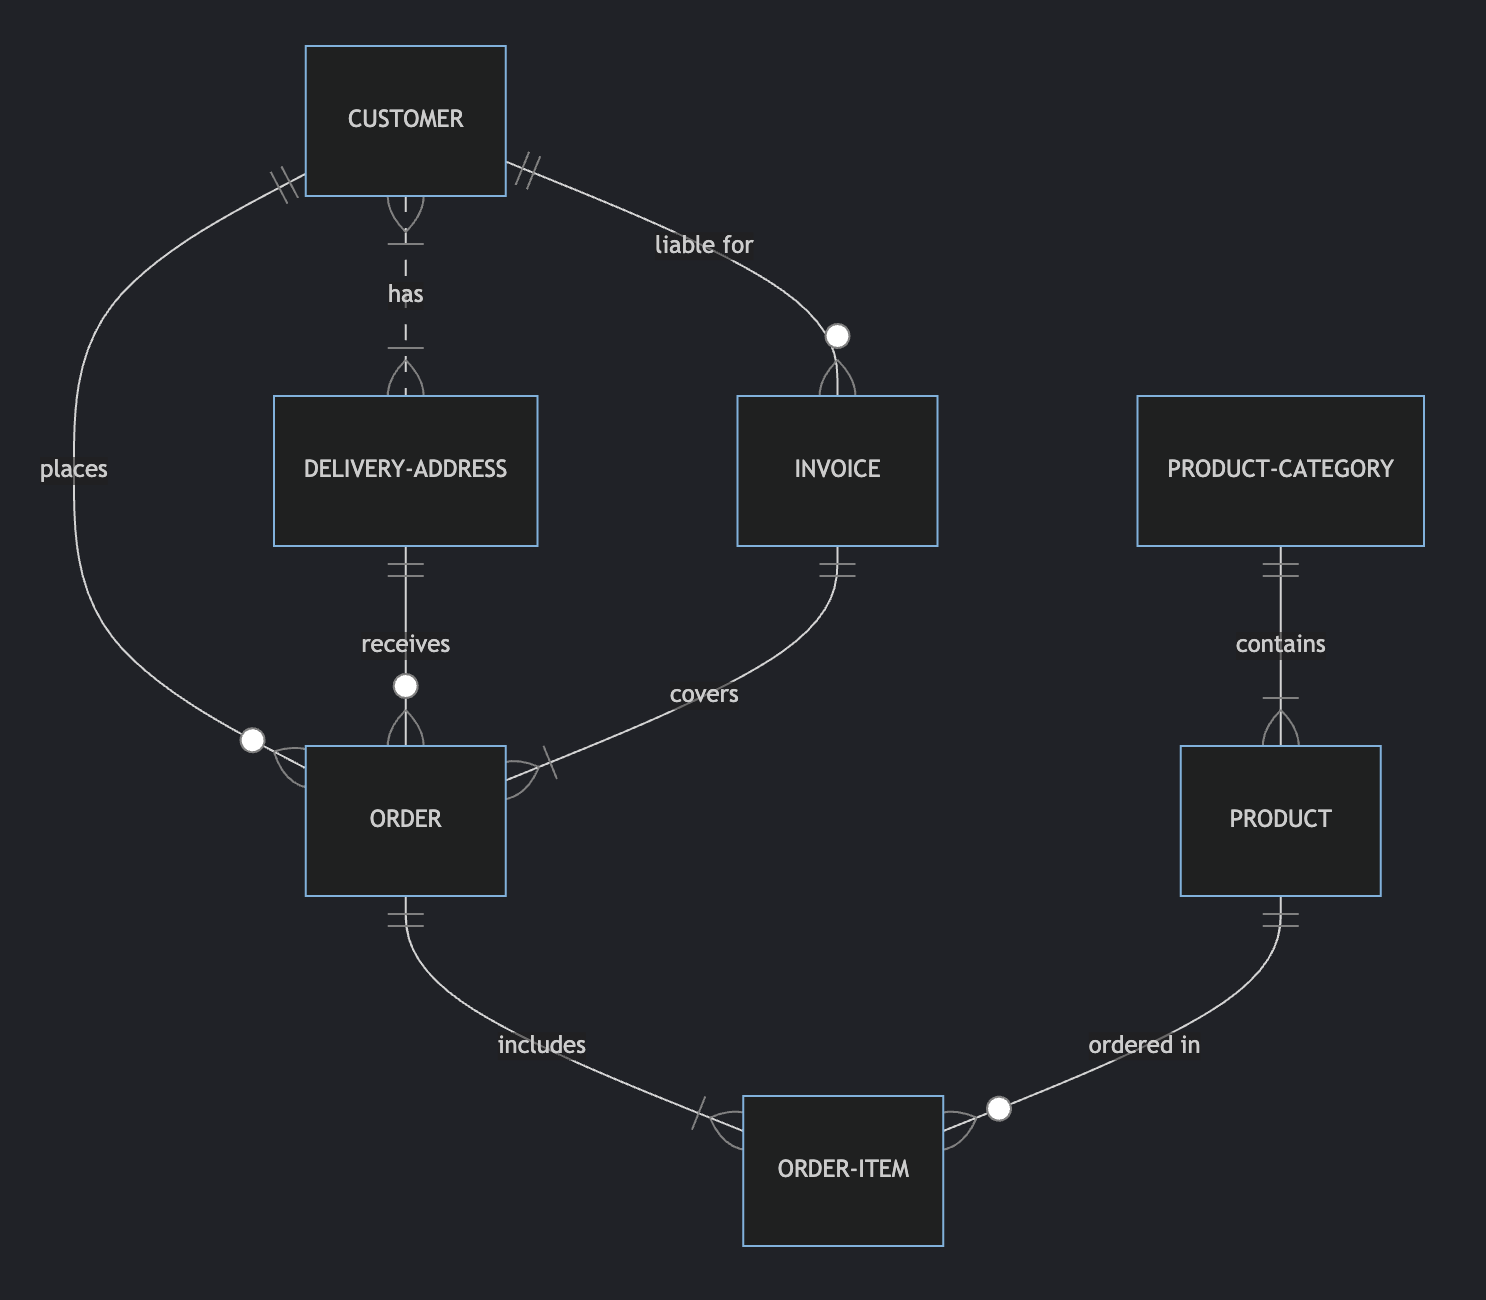 CUSTOMER
liable for
has
places
DELIVERY-ADDRESS
INVOICE
PRODUCT-CATEGORY
receives
contains
covers
ORDER
PRODUCT
includes
ordered in
ORDER-ITEM